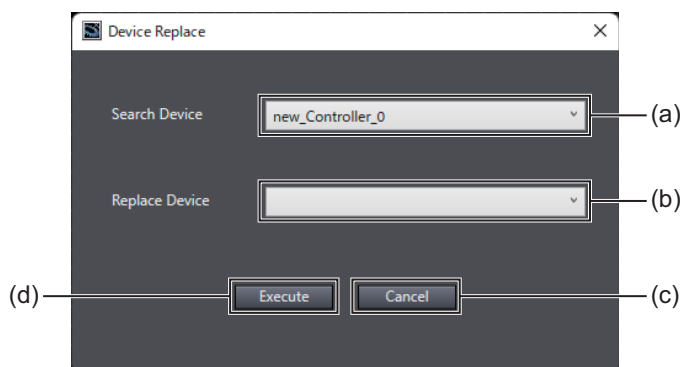 Device Replace
Search Device new_Controller_0 (a)
Replace Device (b)
(d) Execute Cancel (c)